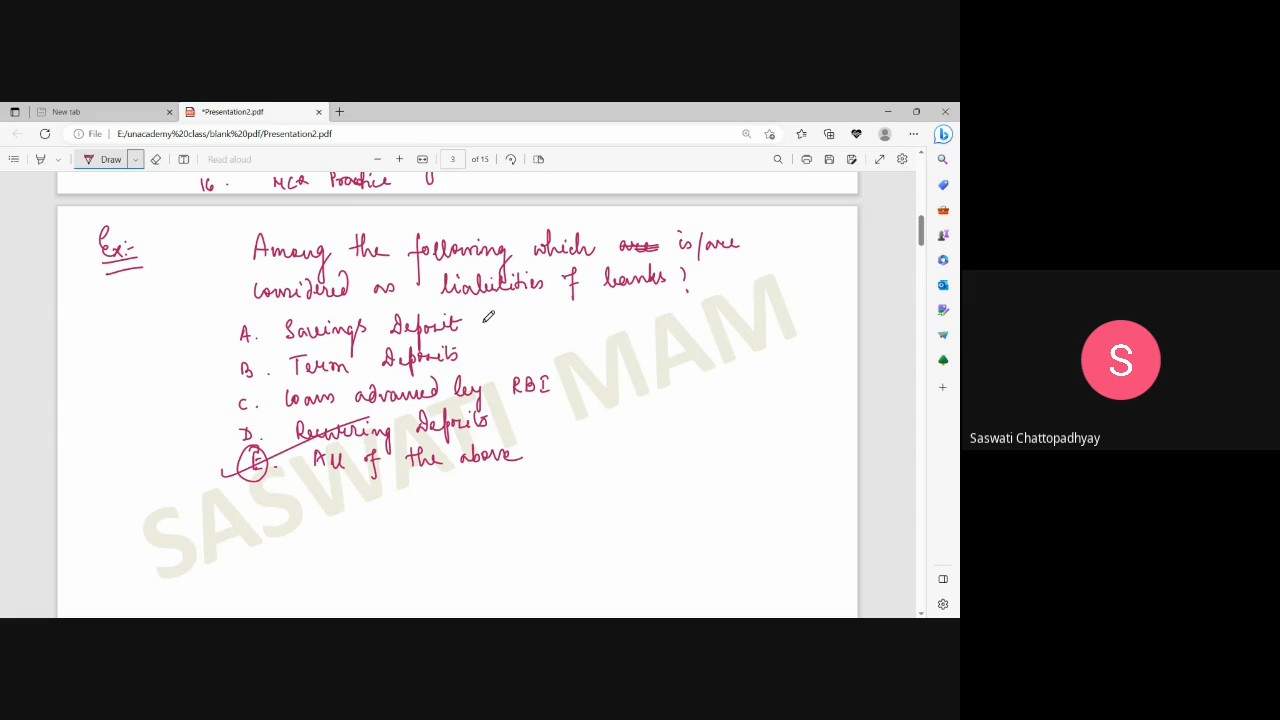 New tab
*Presentation2.pdf
File E:/unacademy%20class/blank%20pdf/Presentation2.pdf
Draw Read aloud 3 of 15
16. MCQ Practice
Ex:- Among the following which are is/are
considered as liabilities of banks?
A. Savings Deposit
B. Term Deposits
C. Loans advanced by RBI
D. Recurring Deposits
E. All of the above
SASWATI MAM
S
Saswati Chattopadhyay